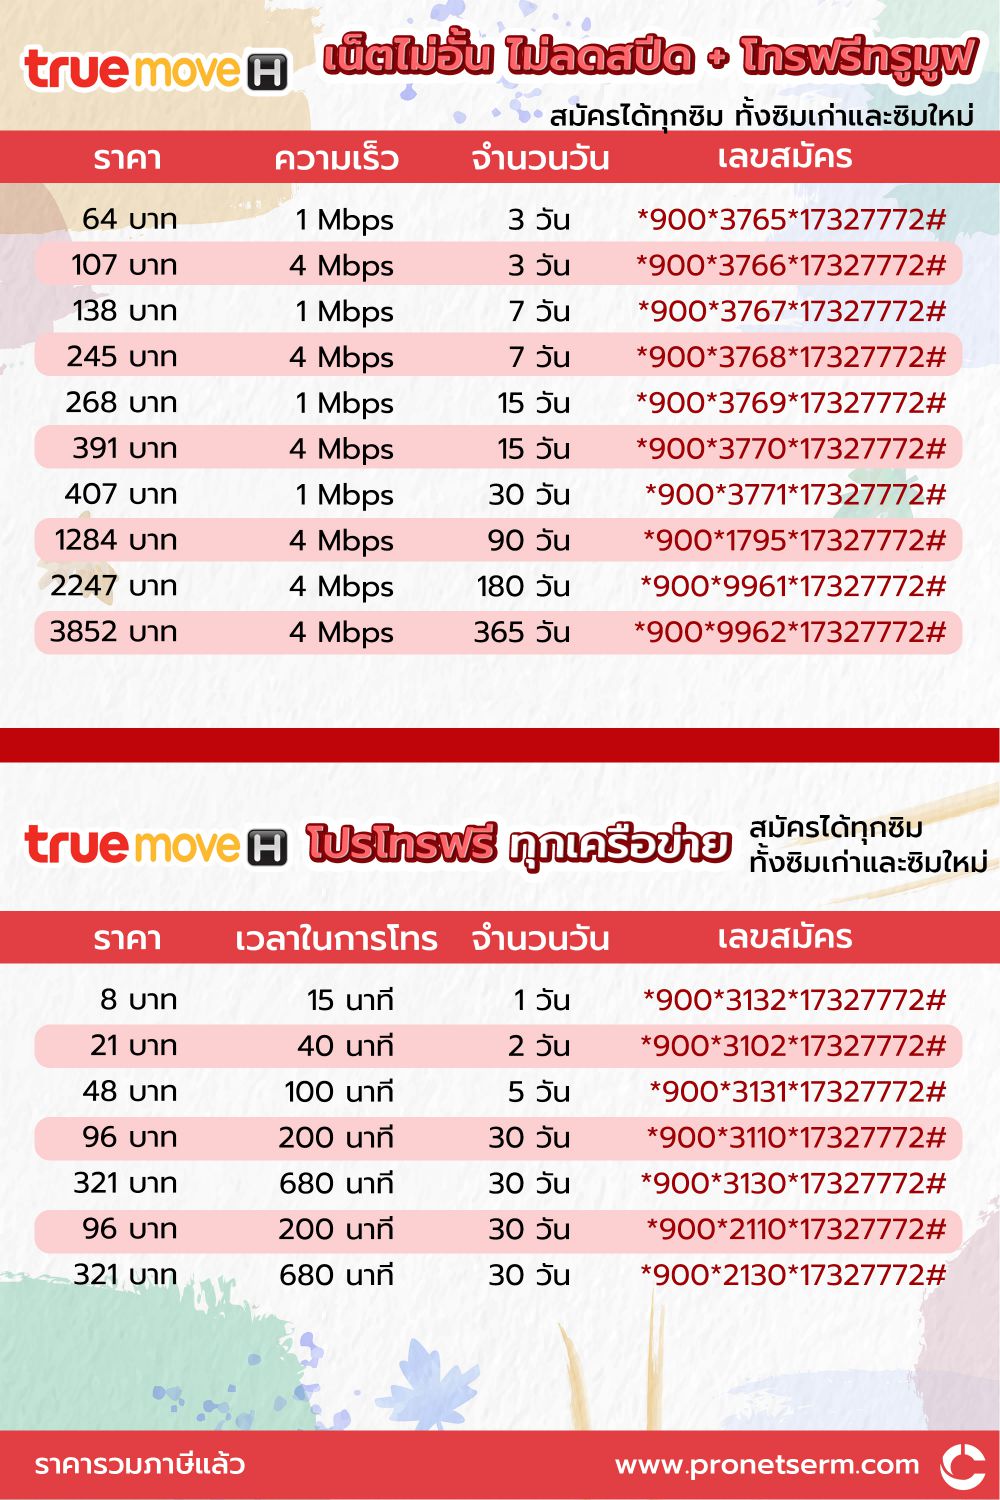 true move H เน็ตไม่อั้น ไม่ลดสปีด + โทรฟรีทรูมูฟ
สมัครได้ทุกซิม ทั้งซิมเก่าและซิมใหม่
ราคา ความเร็ว จำนวนวัน เลขสมัคร
64 บาท 1 Mbps 3 วัน *900*3765*17327772#
107 บาท 4 Mbps 3 วัน *900*3766*17327772#
138 บาท 1 Mbps 7 วัน *900*3767*17327772#
245 บาท 4 Mbps 7 วัน *900*3768*17327772#
268 บาท 1 Mbps 15 วัน *900*3769*17327772#
391 บาท 4 Mbps 15 วัน *900*3770*17327772#
407 บาท 1 Mbps 30 วัน *900*3771*17327772#
1284 บาท 4 Mbps 90 วัน *900*1795*17327772#
2247 บาท 4 Mbps 180 วัน *900*9961*17327772#
3852 บาท 4 Mbps 365 วัน *900*9962*17327772#
true move H โปรโทรฟรี ทุกเครือข่าย
สมัครได้ทุกซิม
ทั้งซิมเก่าและซิมใหม่
ราคา เวลาในการโทร จำนวนวัน เลขสมัคร
8 บาท 15 นาที 1 วัน *900*3132*17327772#
21 บาท 40 นาที 2 วัน *900*3102*17327772#
48 บาท 100 นาที 5 วัน *900*3131*17327772#
96 บาท 200 นาที 30 วัน *900*3110*17327772#
321 บาท 680 นาที 30 วัน *900*3130*17327772#
96 บาท 200 นาที 30 วัน *900*2110*17327772#
321 บาท 680 นาที 30 วัน *900*2130*17327772#
ราคารวมภาษีแล้ว www.pronetserm.com